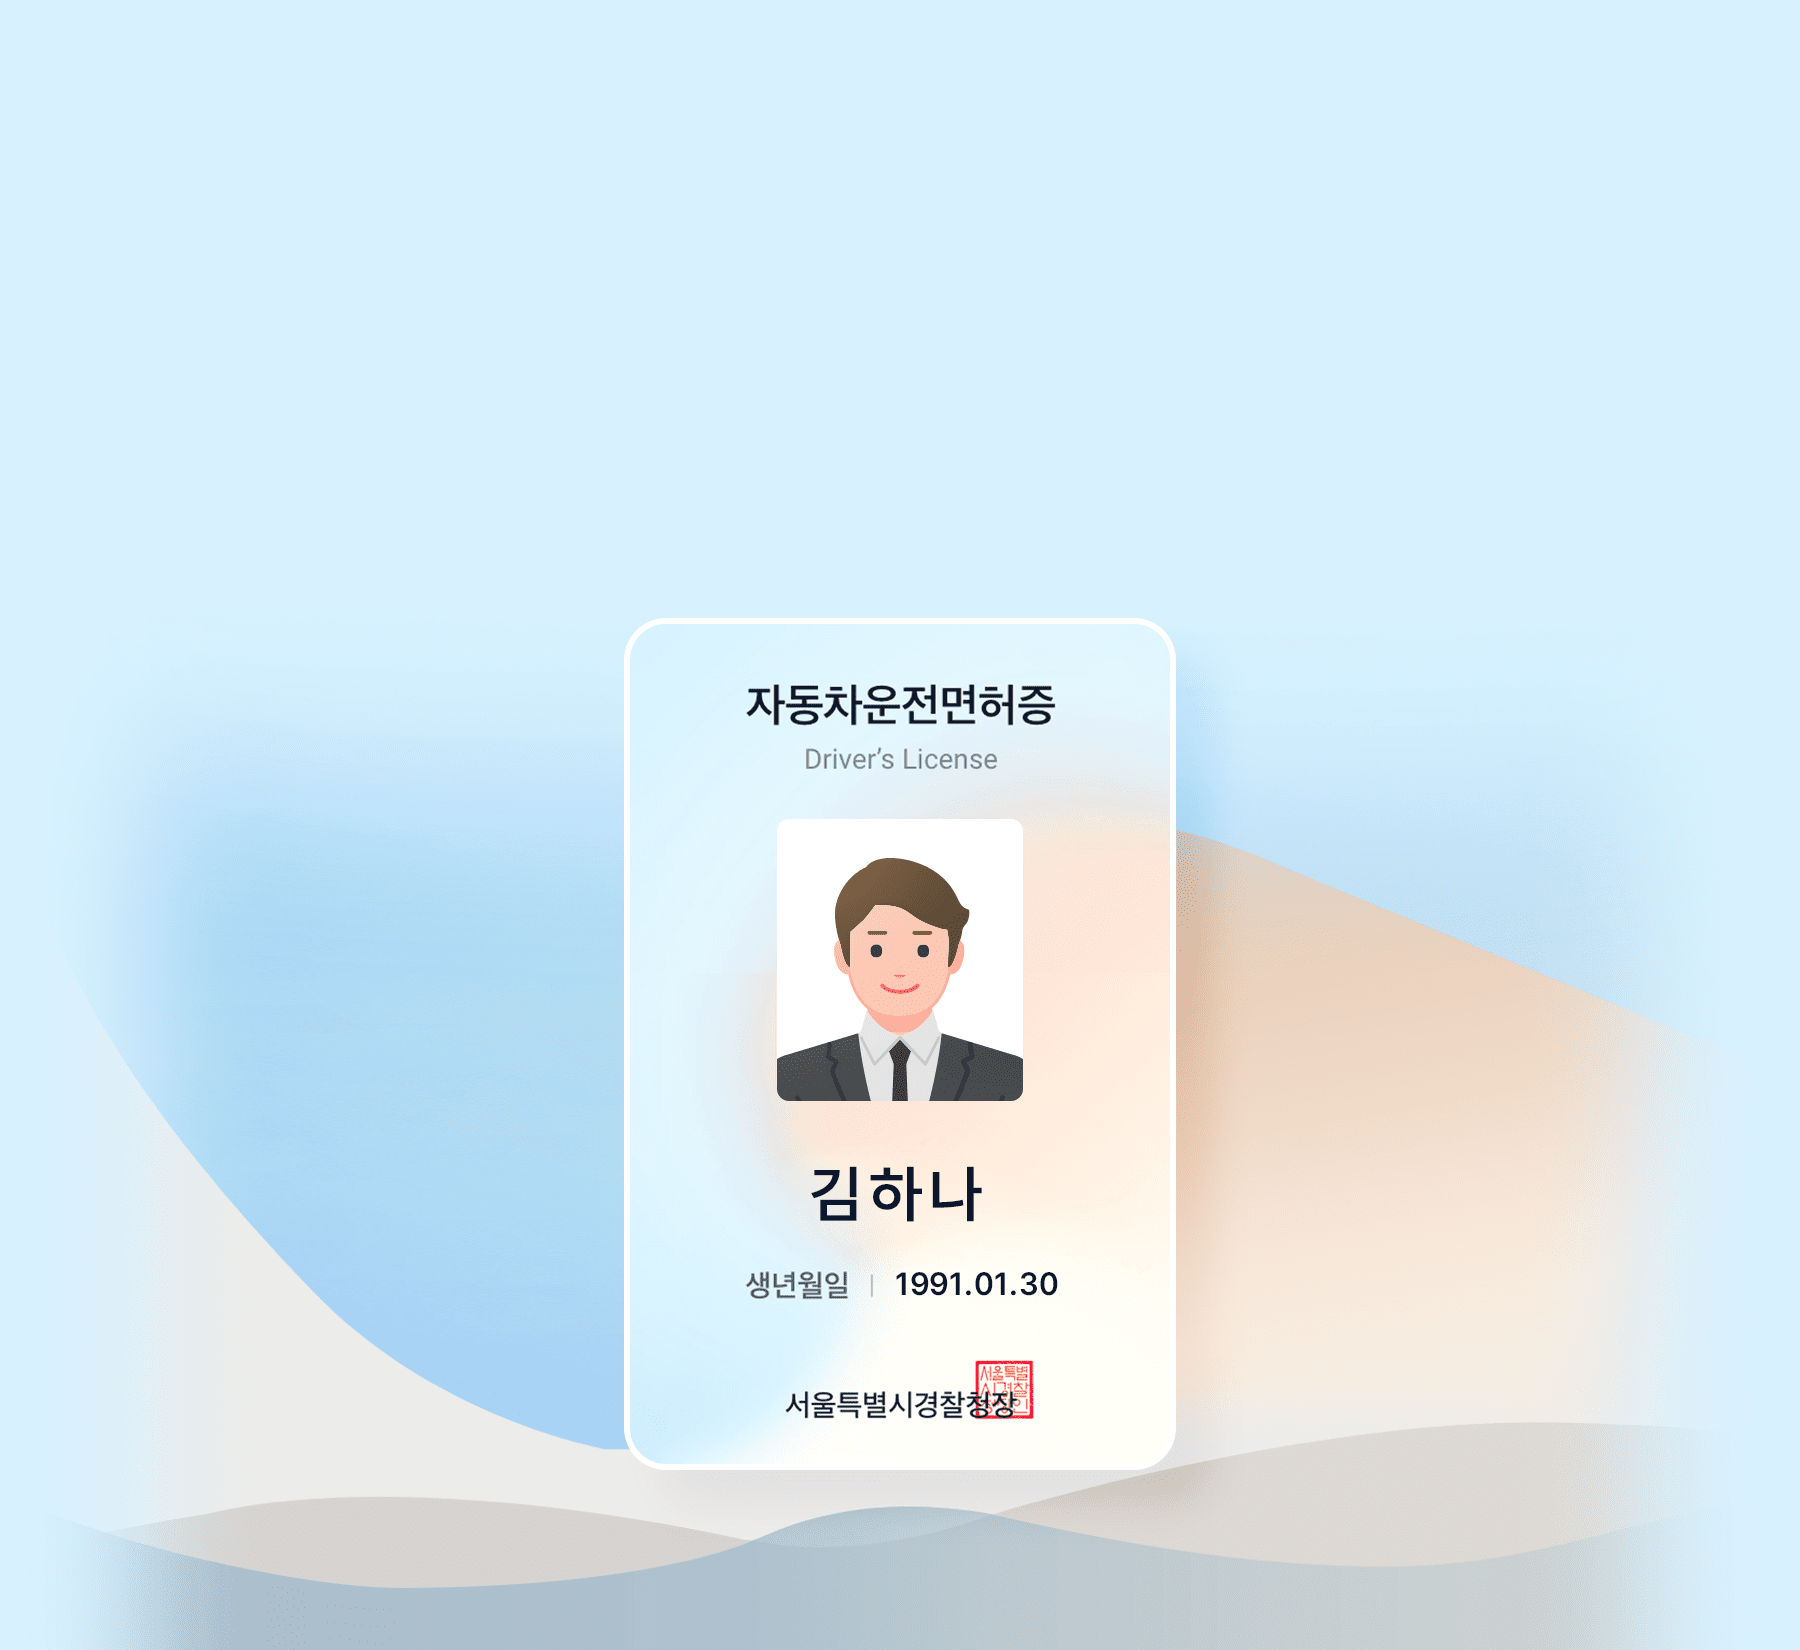 자동차운전면허증
Driver’s License
김하나
생년월일 | 1991.01.30
서울특별시경찰청장
서울특별
시경찰